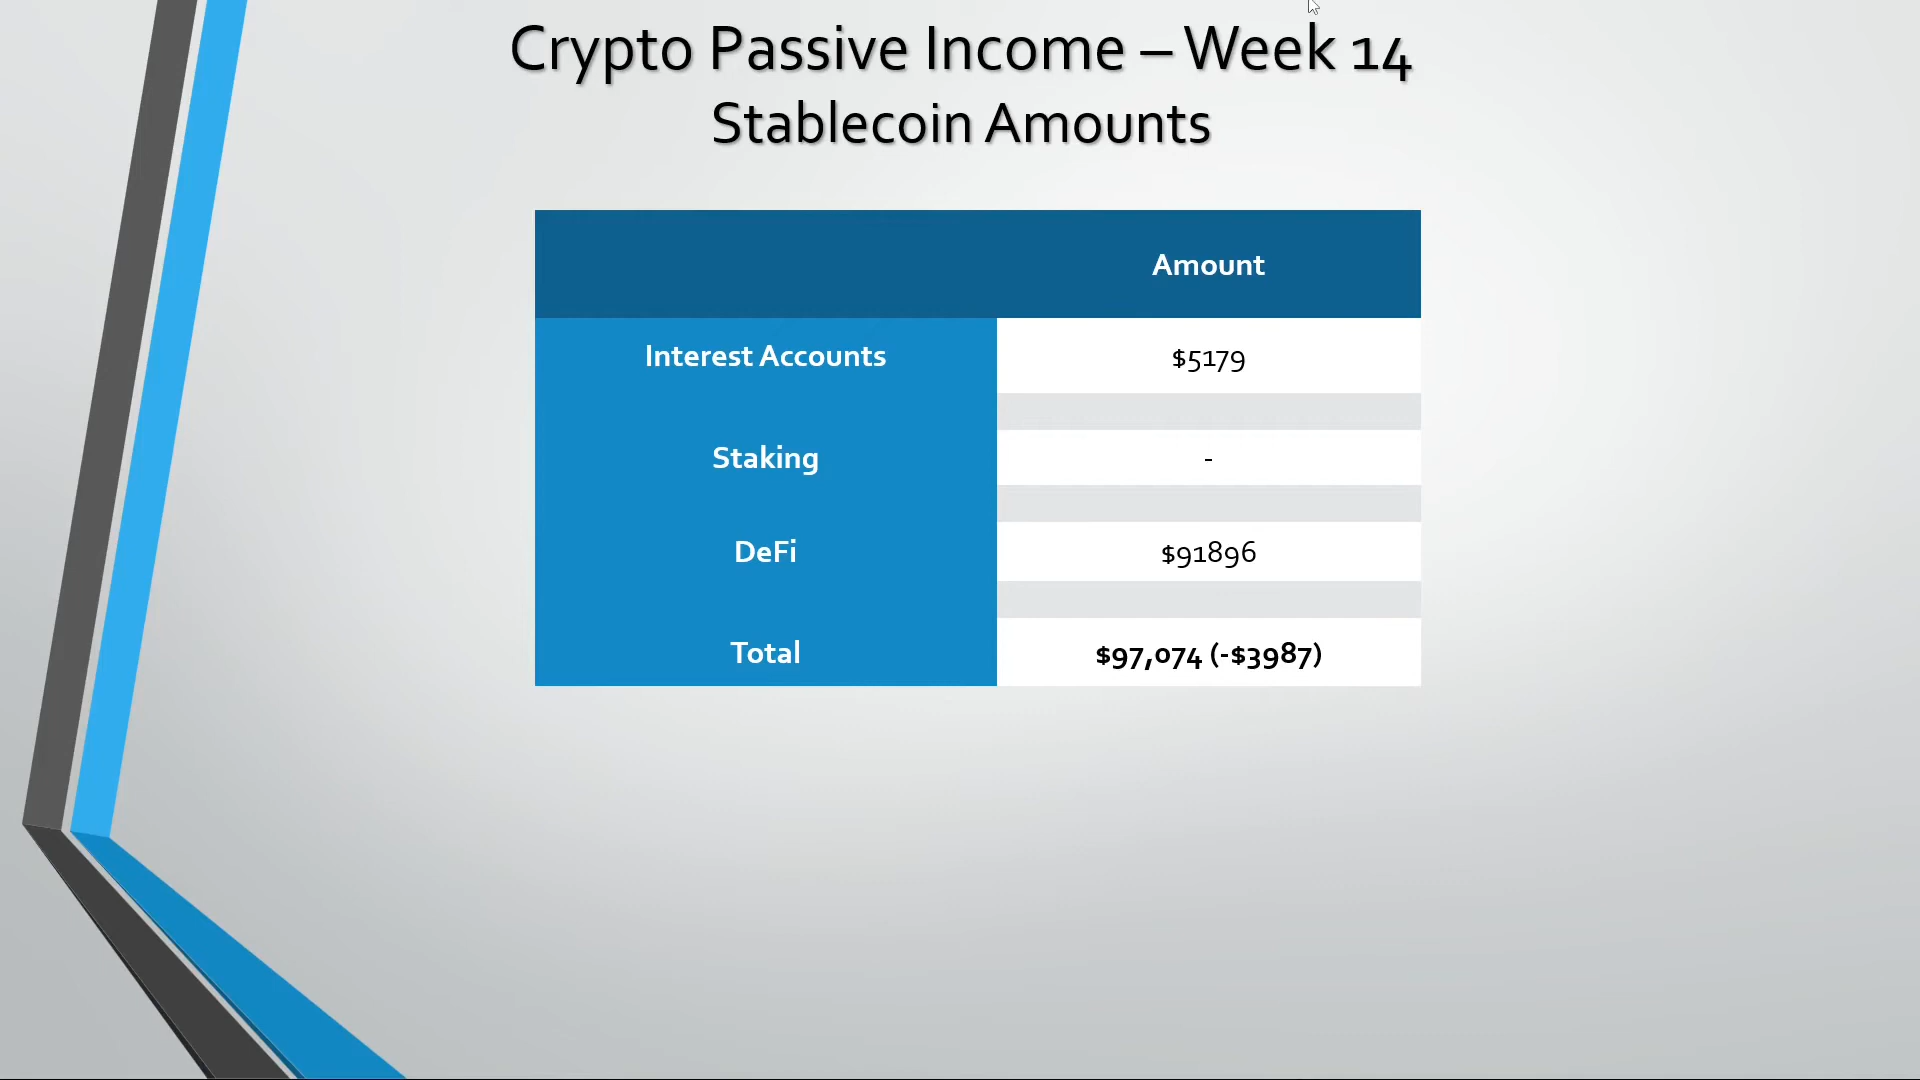 Crypto Passive Income – Week 14
Stablecoin Amounts
Amount
Interest Accounts $5179
Staking -
DeFi $91896
Total $97,074 (-$3987)